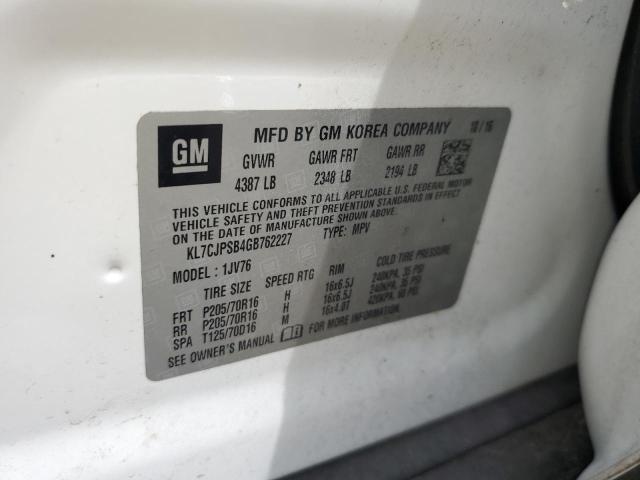 GM
MFD BY GM KOREA COMPANY 10/16
GVWR GAWR FRT GAWR RR
4387 LB 2348 LB 2194 LB
THIS VEHICLE CONFORMS TO ALL APPLICABLE U.S. FEDERAL MOTOR
VEHICLE SAFETY AND THEFT PREVENTION STANDARDS IN EFFECT ON
THE DATE OF MANUFACTURE SHOWN ABOVE.
KL7CJPSB4GB762227 TYPE: MPV
MODEL : 1JV76
TIRE SIZE SPEED RTG RIM COLD TIRE PRESSURE
FRT P205/70R16 H 16x6.5J 240KPA, 35 PSI
RR P205/70R16 H 16x6.5J 240KPA, 35 PSI
SPA T125/70D16 M 16x4.0T 420KPA, 60 PSI
SEE OWNER'S MANUAL FOR MORE INFORMATION.